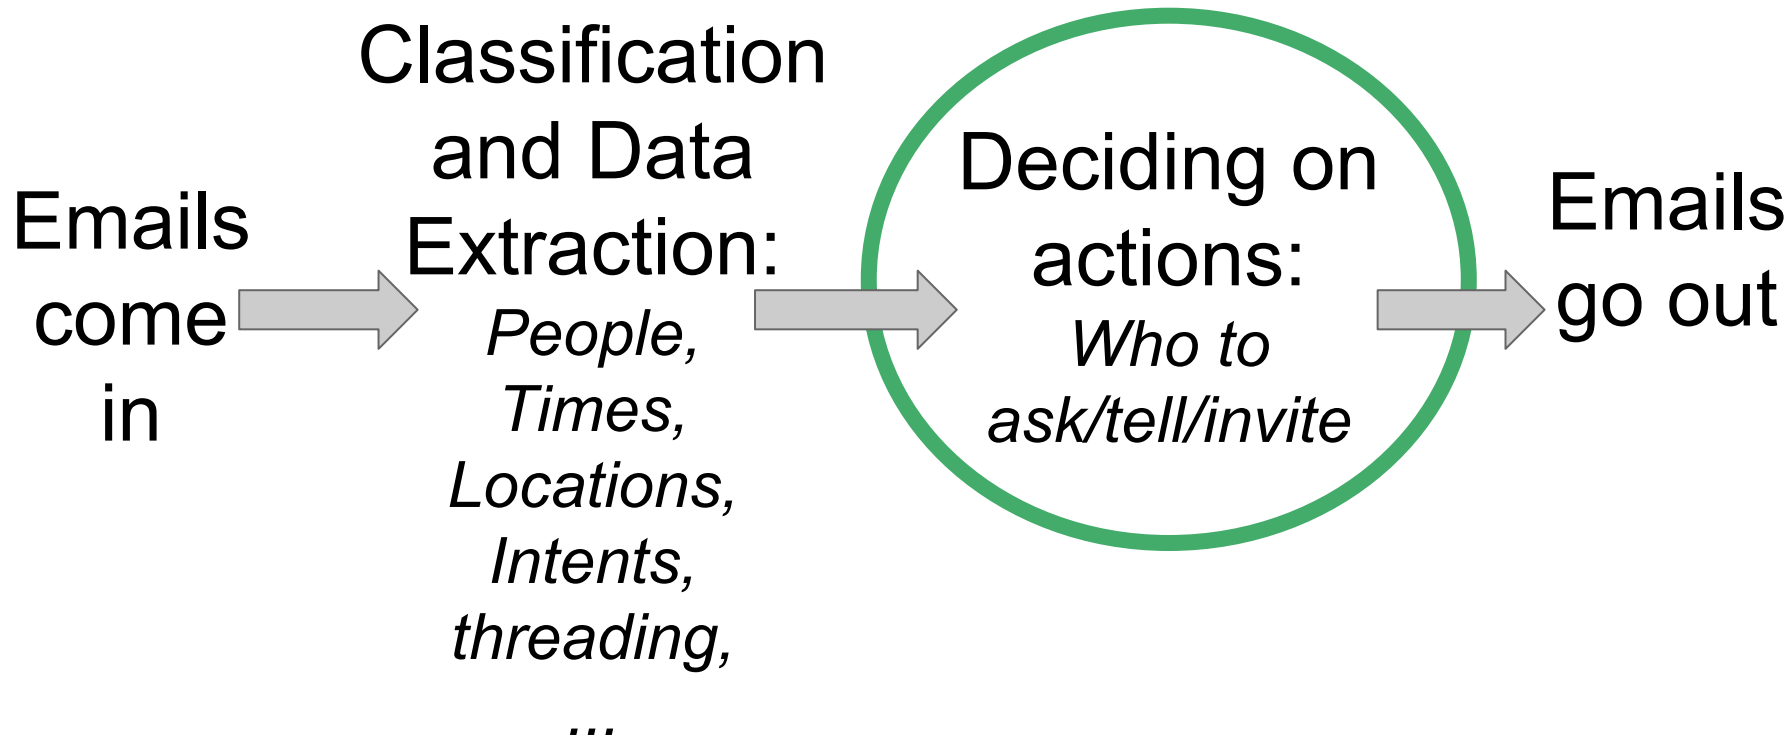 Emails
come
in
Classification
and Data
Extraction:
People,
Times,
Locations,
Intents,
threading,
...
Deciding on
actions:
Who to
ask/tell/invite
Emails
go out